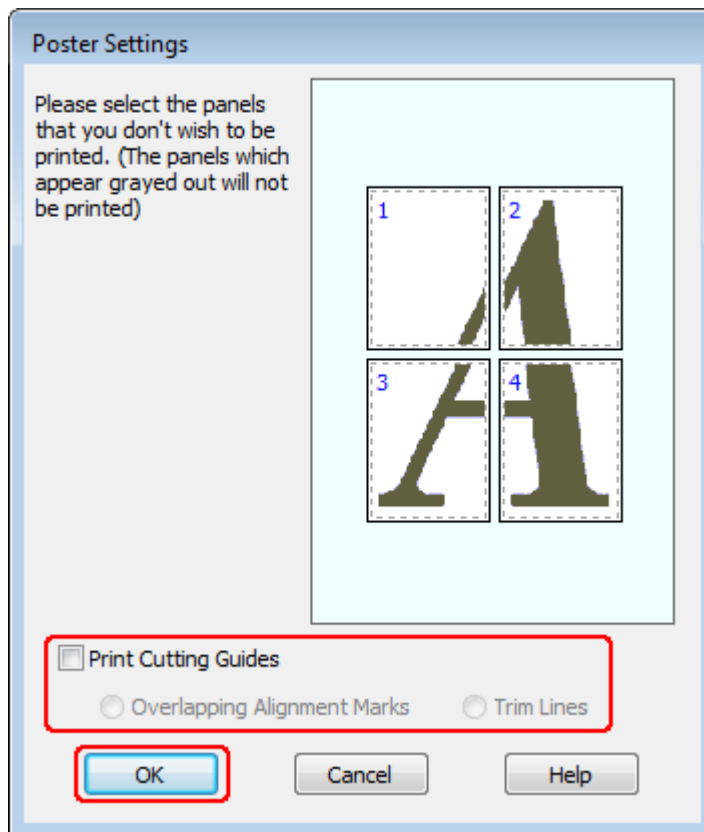 Poster Settings
Please select the panels
that you don't wish to be
printed. (The panels which
appear grayed out will not
be printed)
1 2
3 4
Print Cutting Guides
Overlapping Alignment Marks Trim Lines
OK Cancel Help